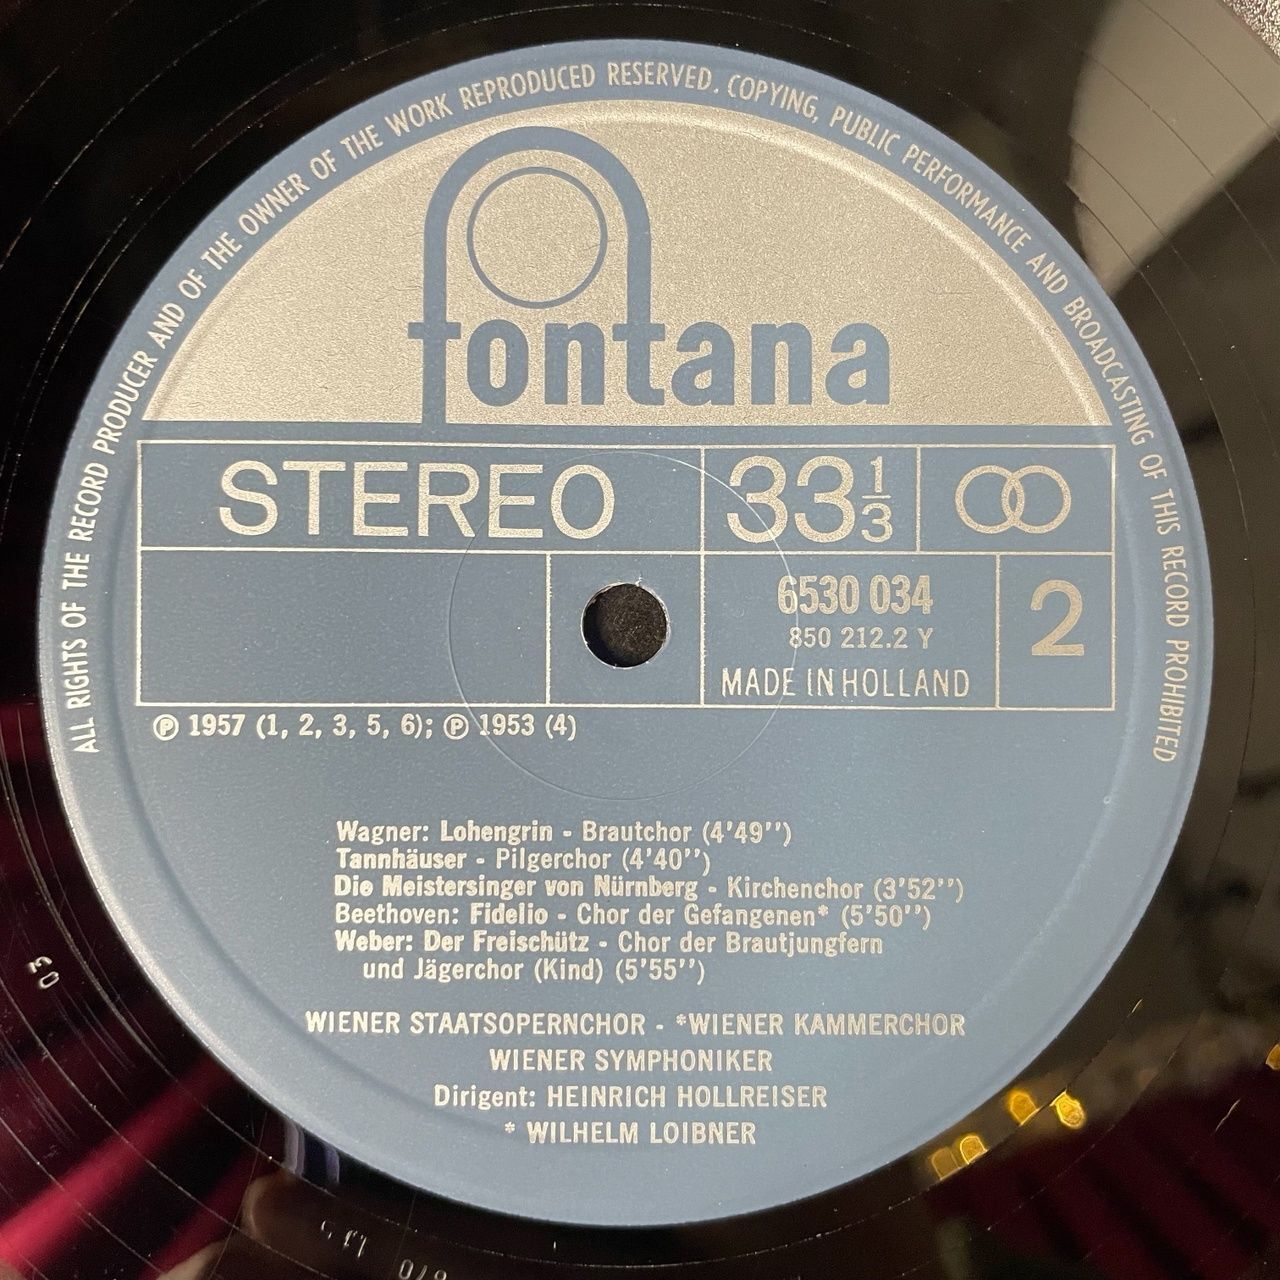 ALL RIGHTS OF THE RECORD PRODUCER AND OF THE OWNER OF THE WORK REPRODUCED RESERVED. COPYING, PUBLIC PERFORMANCE AND BROADCASTING OF THIS RECORD PROHIBITED
fontana
STEREO 33 1/3
6530 034
850 212.2 Y
MADE IN HOLLAND
2
℗ 1957 (1, 2, 3, 5, 6); ℗ 1953 (4)
Wagner: Lohengrin - Brautchor (4'49'')
Tannhäuser - Pilgerchor (4'40'')
Die Meistersinger von Nürnberg - Kirchenchor (3'52'')
Beethoven: Fidelio - Chor der Gefangenen* (5'50'')
Weber: Der Freischütz - Chor der Brautjungfern
und Jägerchor (Kind) (5'55'')
WIENER STAATSOPERNCHOR - *WIENER KAMMERCHOR
WIENER SYMPHONIKER
Dirigent: HEINRICH HOLLREISER
* WILHELM LOIBNER
03
670